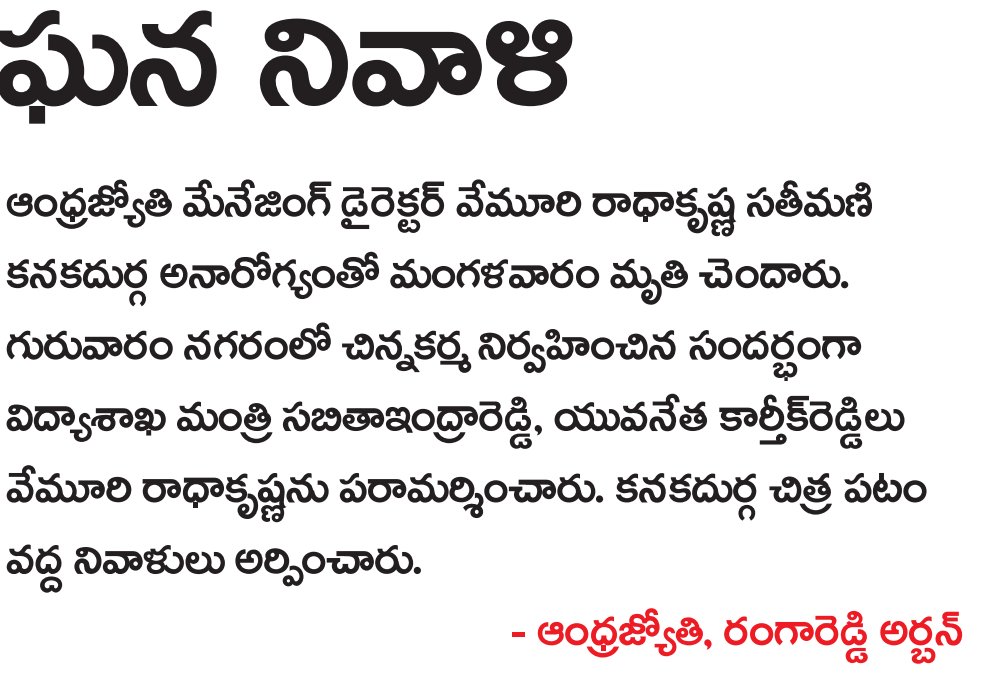 ఘన నివాళి
ఆంధ్రజ్యోతి మేనేజింగ్ డైరెక్టర్ వేమూరి రాధాకృష్ణ సతీమణి
కనకదుర్గ అనారోగ్యంతో మంగళవారం మృతి చెందారు.
గురువారం నగరంలో చిన్నకర్మ నిర్వహించిన సందర్భంగా
విద్యాశాఖ మంత్రి సబితాఇంద్రారెడ్డి, యువనేత కార్తీక్‌రెడ్డిలు
వేమూరి రాధాకృష్ణను పరామర్శించారు. కనకదుర్గ చిత్ర పటం
వద్ద నివాళులు అర్పించారు.
- ఆంధ్రజ్యోతి, రంగారెడ్డి అర్బన్